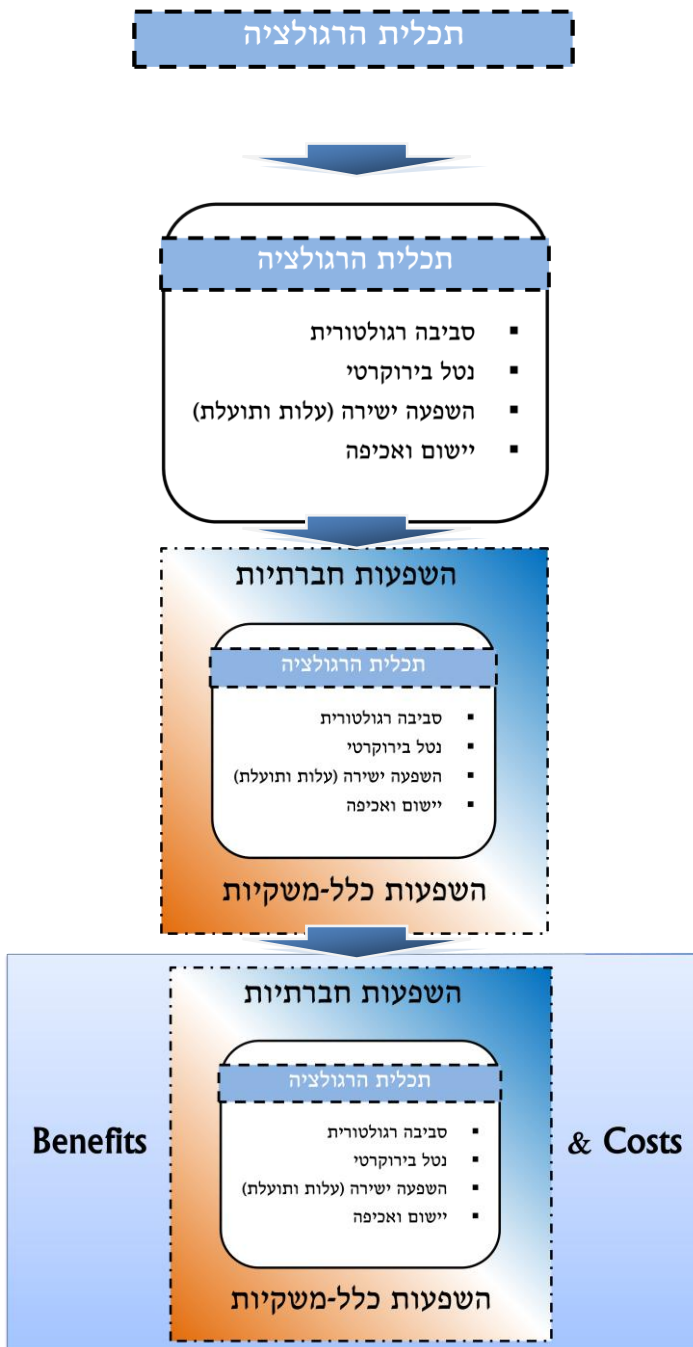 תכלית הרגולציה
תכלית הרגולציה
▪ סביבה רגולטורית
▪ נטל בירוקרטי
▪ השפעה ישירה (עלות ותועלת)
▪ יישום ואכיפה
השפעות חברתיות
תכלית הרגולציה
▪ סביבה רגולטורית
▪ נטל בירוקרטי
▪ השפעה ישירה (עלות ותועלת)
▪ יישום ואכיפה
השפעות כלל-משקיות
השפעות חברתיות
תכלית הרגולציה
▪ סביבה רגולטורית
Benefits & Costs
▪ נטל בירוקרטי
▪ השפעה ישירה (עלות ותועלת)
▪ יישום ואכיפה
השפעות כלל-משקיות